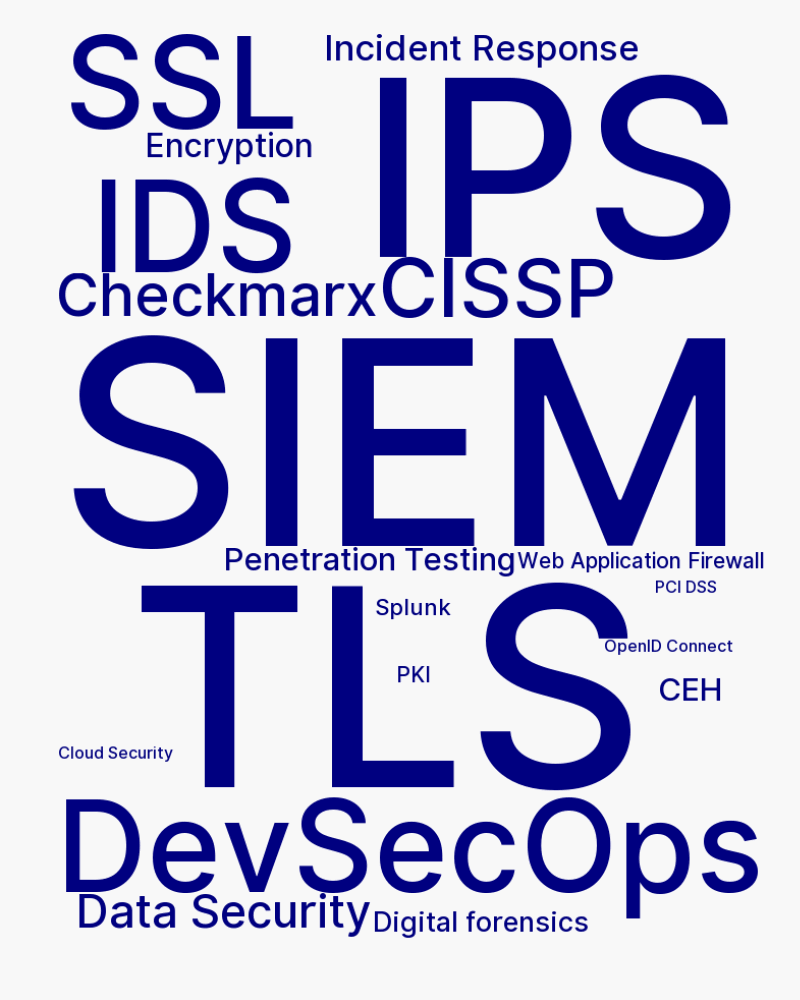 SSL
Incident Response
IPS
Encryption
IDS
Checkmarx
CISSP
SIEM
Penetration Testing
Web Application Firewall
PCI DSS
TLS
Splunk
OpenID Connect
PKI
CEH
Cloud Security
DevSecOps
Data Security
Digital forensics